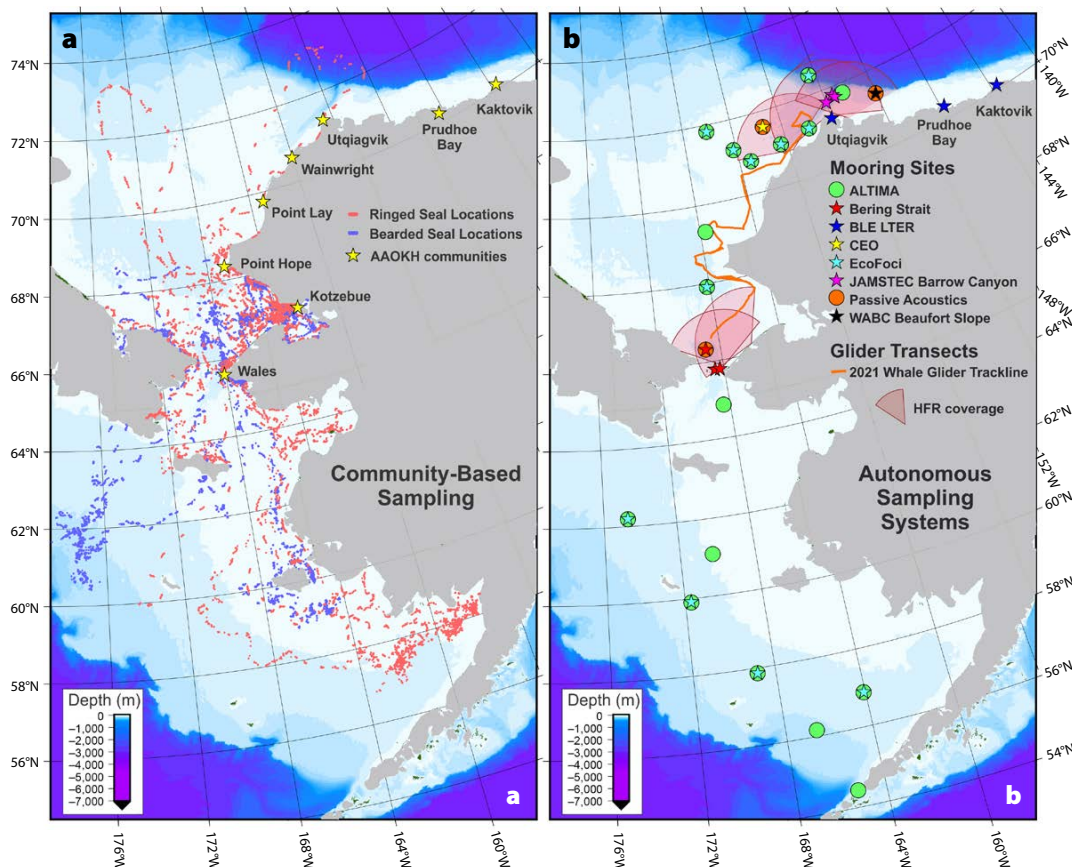 a
74°N
72°N
70°N
68°N
66°N
64°N
62°N
60°N
58°N
56°N
Kaktovik
Prudhoe
Bay
Utqiagvik
Wainwright
Point Lay
Ringed Seal Locations
Bearded Seal Locations
AAOKH communities
Point Hope
Kotzebue
Wales
Community-Based
Sampling
Depth (m)
0
−1,000
−2,000
−3,000
−4,000
−5,000
−6,000
−7,000
a
176°W
172°W
168°W
164°W
160°W
b
70°N
140°W
68°N
144°W
66°N
148°W
64°N
62°N
152°W
60°N
58°N
56°N
54°N
Kaktovik
Prudhoe
Bay
Utqiagvik
Mooring Sites
ALTIMA
Bering Strait
BLE LTER
CEO
EcoFoci
JAMSTEC Barrow Canyon
Passive Acoustics
WABC Beaufort Slope
Glider Transects
2021 Whale Glider Trackline
HFR coverage
Autonomous
Sampling
Systems
Depth (m)
0
−1,000
−2,000
−3,000
−4,000
−5,000
−6,000
−7,000
b
176°W
172°W
168°W
164°W
160°W